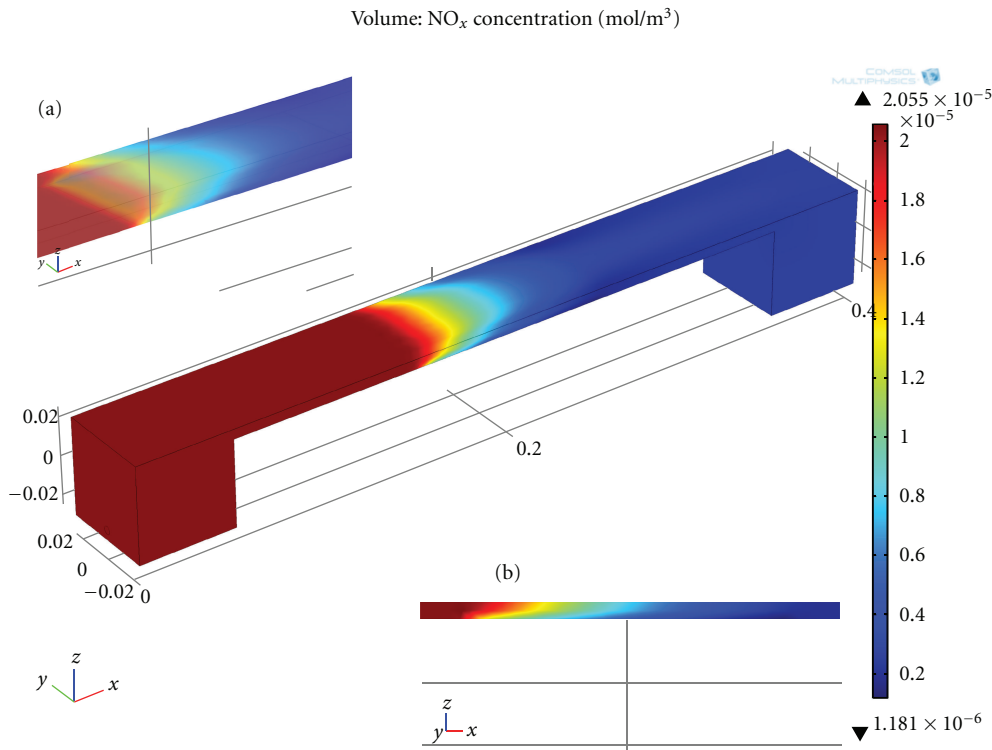 Volume: NOx concentration (mol/m³)
COMSOL
MULTIPHYSICS
(a)
z
y
x
▲ 2.055 × 10⁻⁵
×10⁻⁵
2
1.8
1.6
1.4
1.2
1
0.8
0.6
0.4
0.2
▼ 1.181 × 10⁻⁶
0.4
0.2
0.02
0
−0.02
0.02
0
−0.02
0
z
y
x
(b)
z
y
x